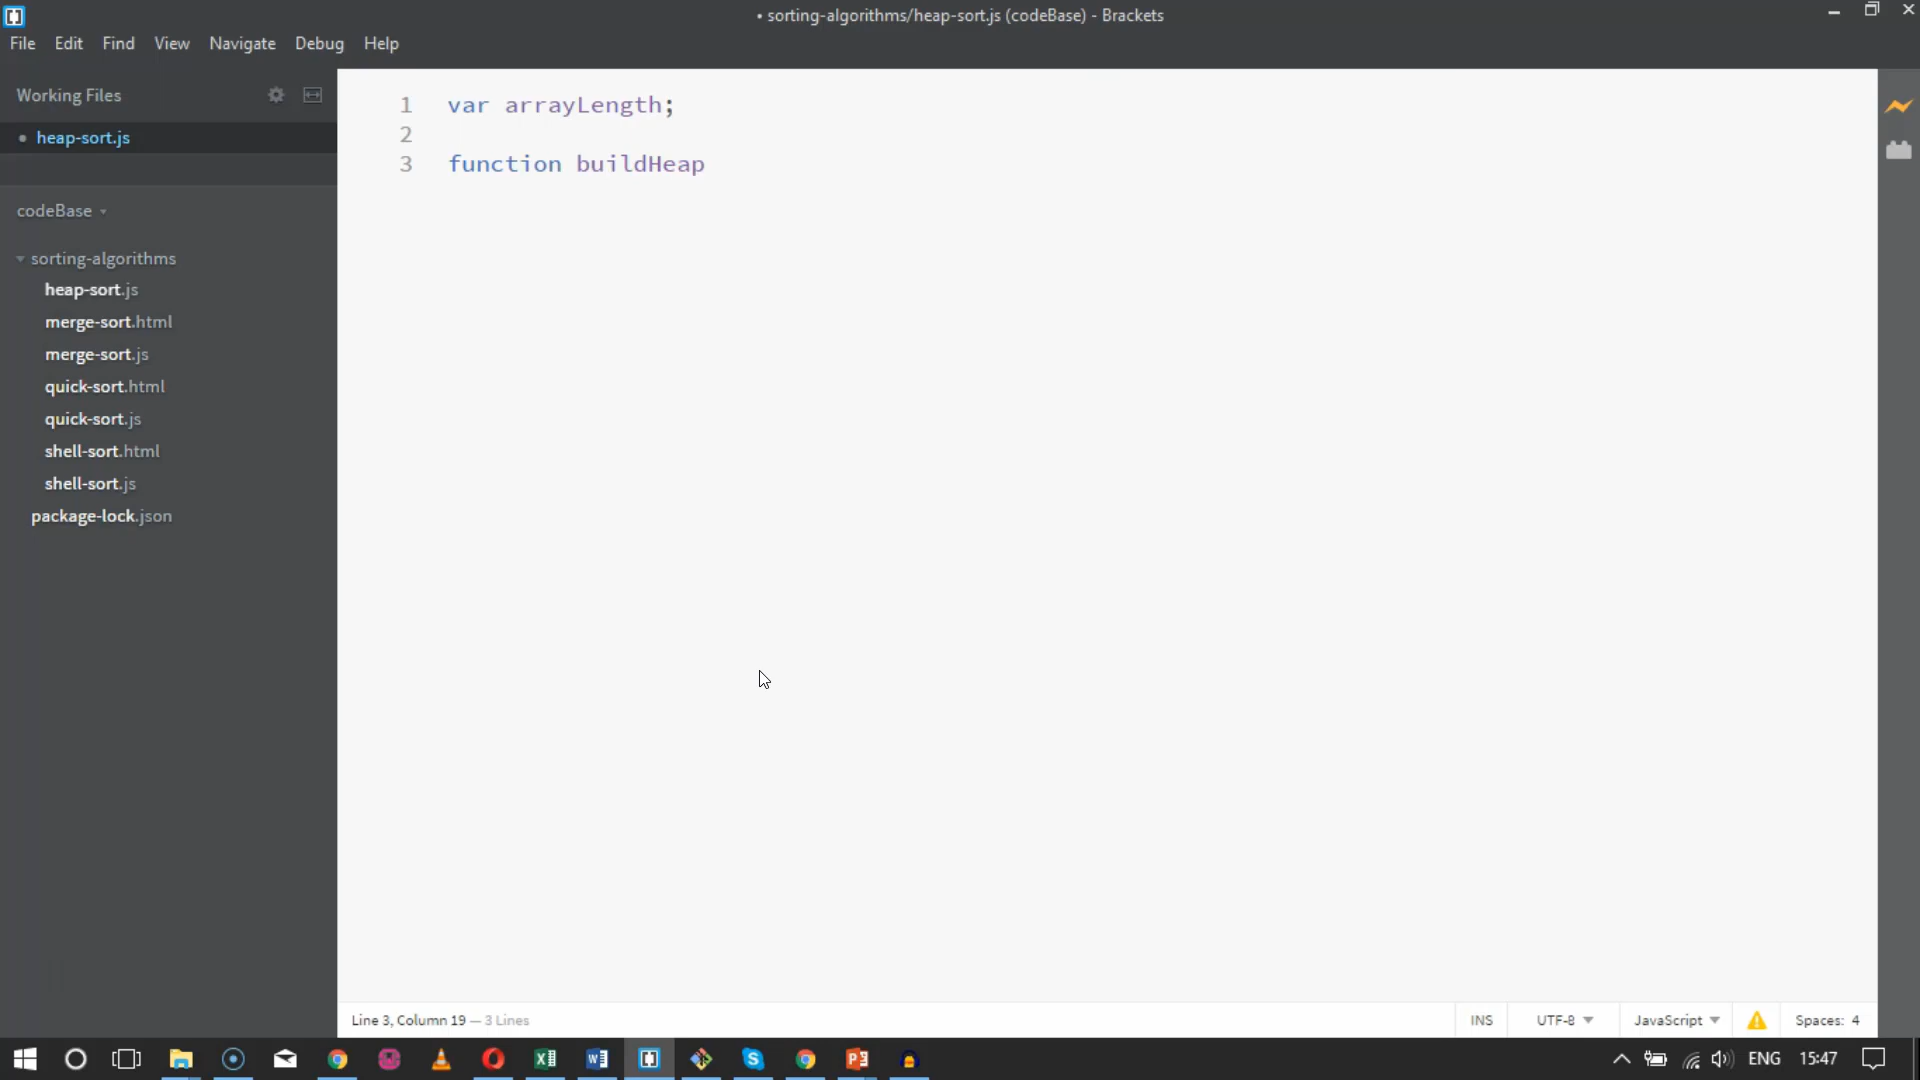 • sorting-algorithms/heap-sort.js (codeBase) - Brackets
File Edit Find View Navigate Debug Help
Working Files
• heap-sort.js
codeBase
sorting-algorithms
heap-sort.js
merge-sort.html
merge-sort.js
quick-sort.html
quick-sort.js
shell-sort.html
shell-sort.js
package-lock.json
1 var arrayLength;
2
3 function buildHeap
Line 3, Column 19 — 3 Lines
INS UTF-8 JavaScript Spaces: 4
ENG 15:47